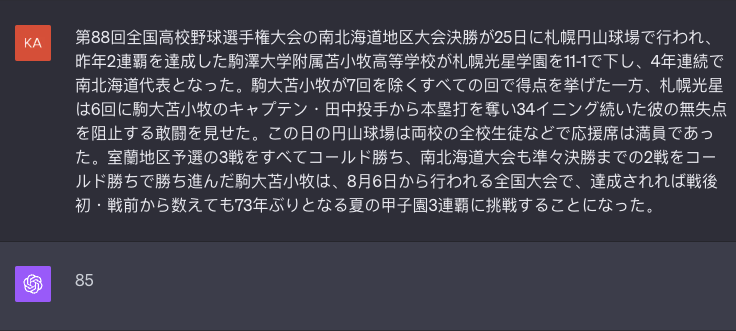 KA
第88回全国高校野球選手権大会の南北海道地区大会決勝が25日に札幌円山球場で行われ、
昨年2連覇を達成した駒澤大学附属苫小牧高等学校が札幌光星学園を11-1で下し、4年連続で
南北海道代表となった。駒大苫小牧が7回を除くすべての回で得点を挙げた一方、札幌光星
は6回に駒大苫小牧のキャプテン・田中投手から本塁打を奪い34イニング続いた彼の無失点
を阻止する敢闘を見せた。この日の円山球場は両校の全校生徒などで応援席は満員であっ
た。室蘭地区予選の3戦をすべてコールド勝ち、南北海道大会も準々決勝までの2戦をコー
ルド勝ちで勝ち進んだ駒大苫小牧は、8月6日から行われる全国大会で、達成されれば戦後
初・戦前から数えても73年ぶりとなる夏の甲子園3連覇に挑戦することになった。
85